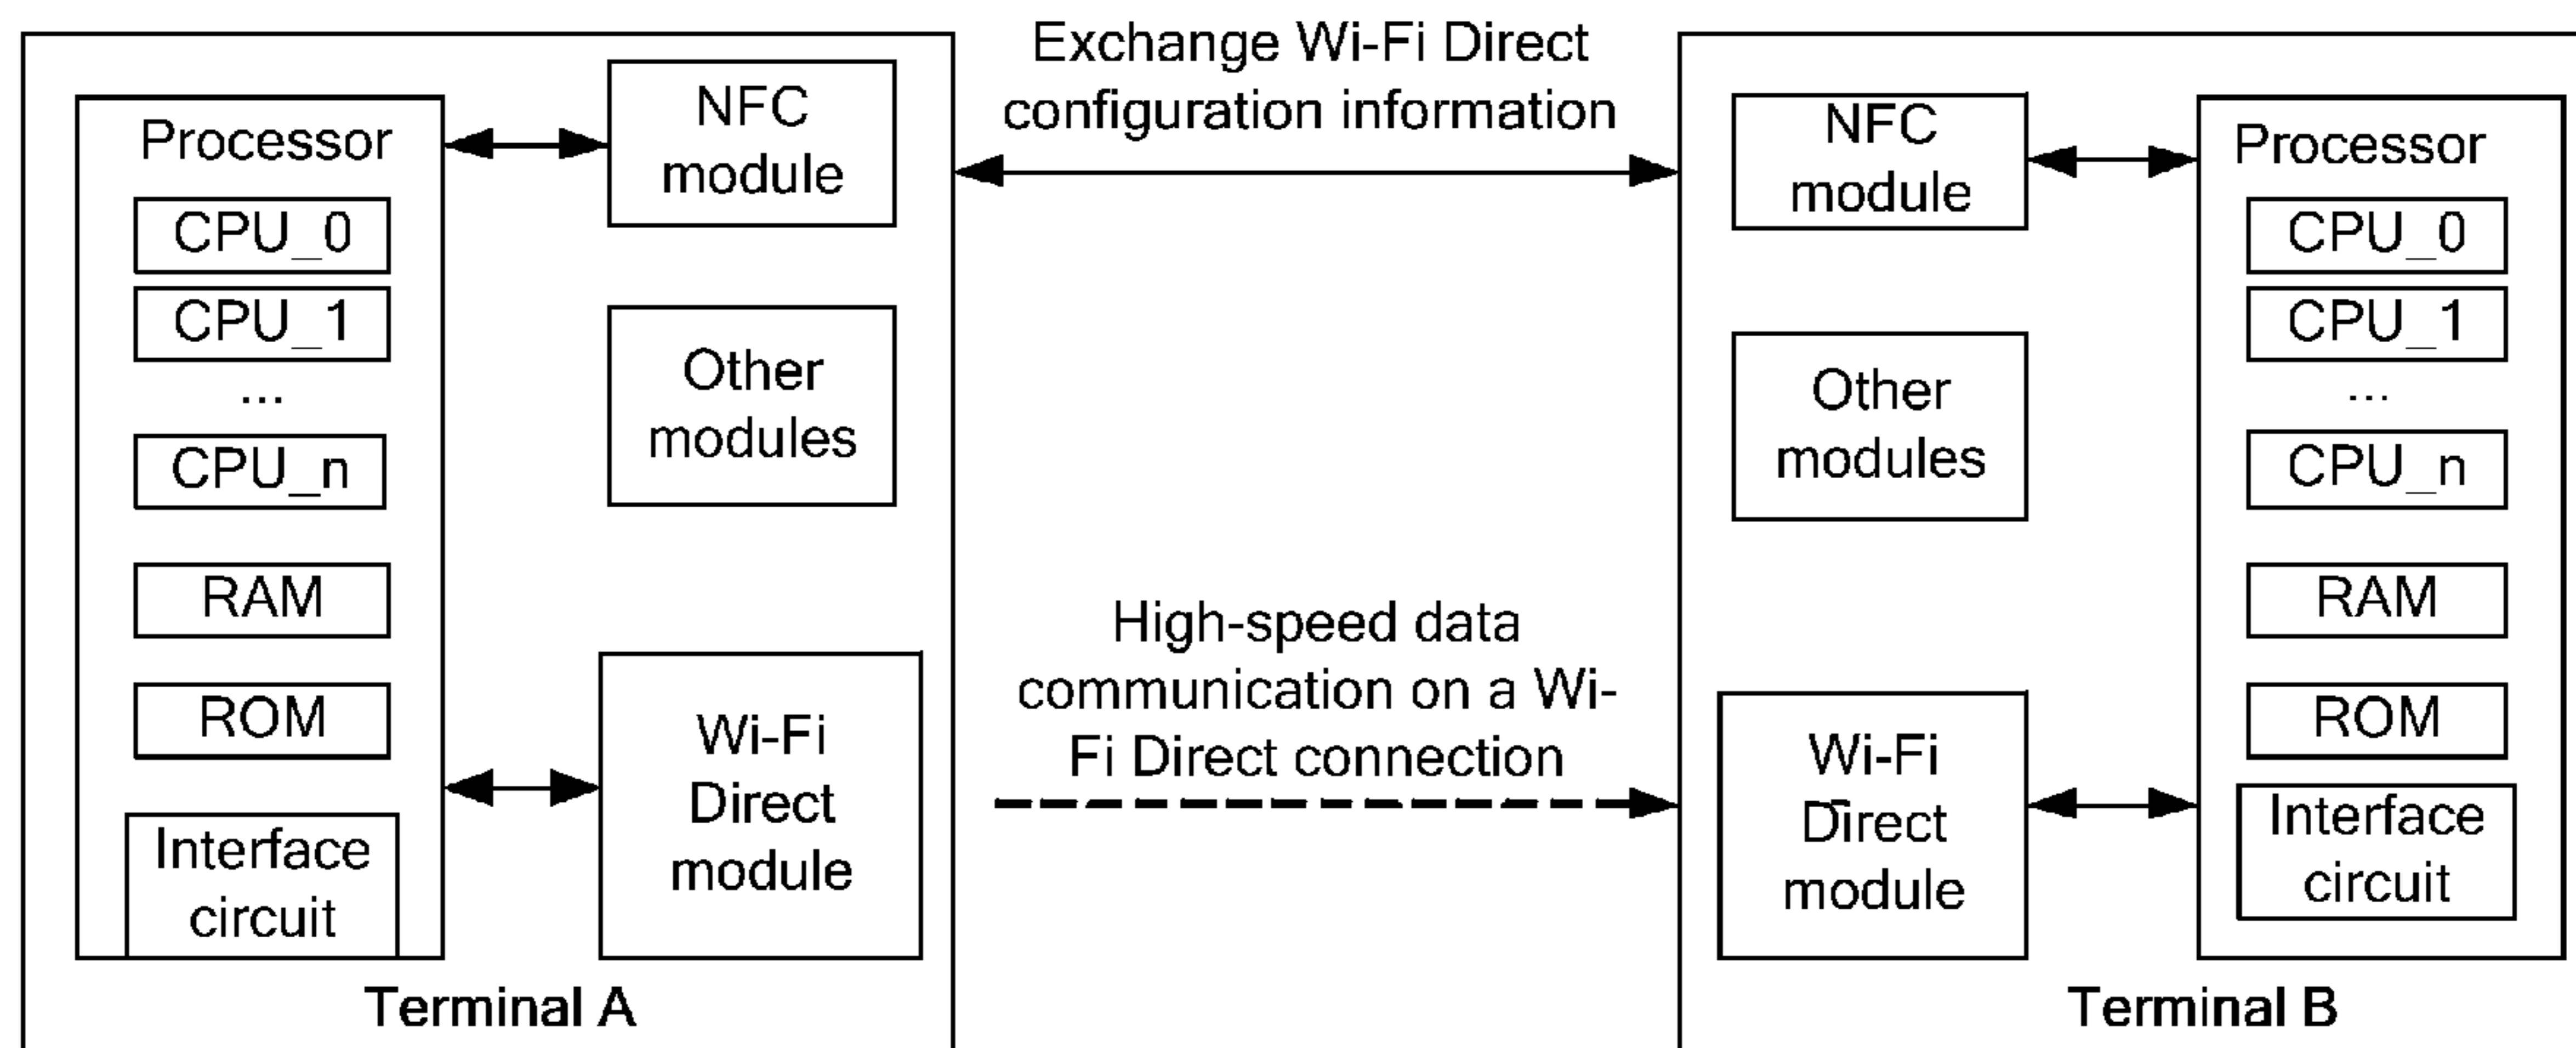 Processor
CPU_0
CPU_1
...
CPU_n
RAM
ROM
Interface
circuit
NFC
module
Other
modules
Wi-Fi
Direct
module
Terminal A
Exchange Wi-Fi Direct
configuration information
High-speed data
communication on a Wi-
Fi Direct connection
NFC
module
Other
modules
Wi-Fi
Direct
module
Processor
CPU_0
CPU_1
...
CPU_n
RAM
ROM
Interface
circuit
Terminal B